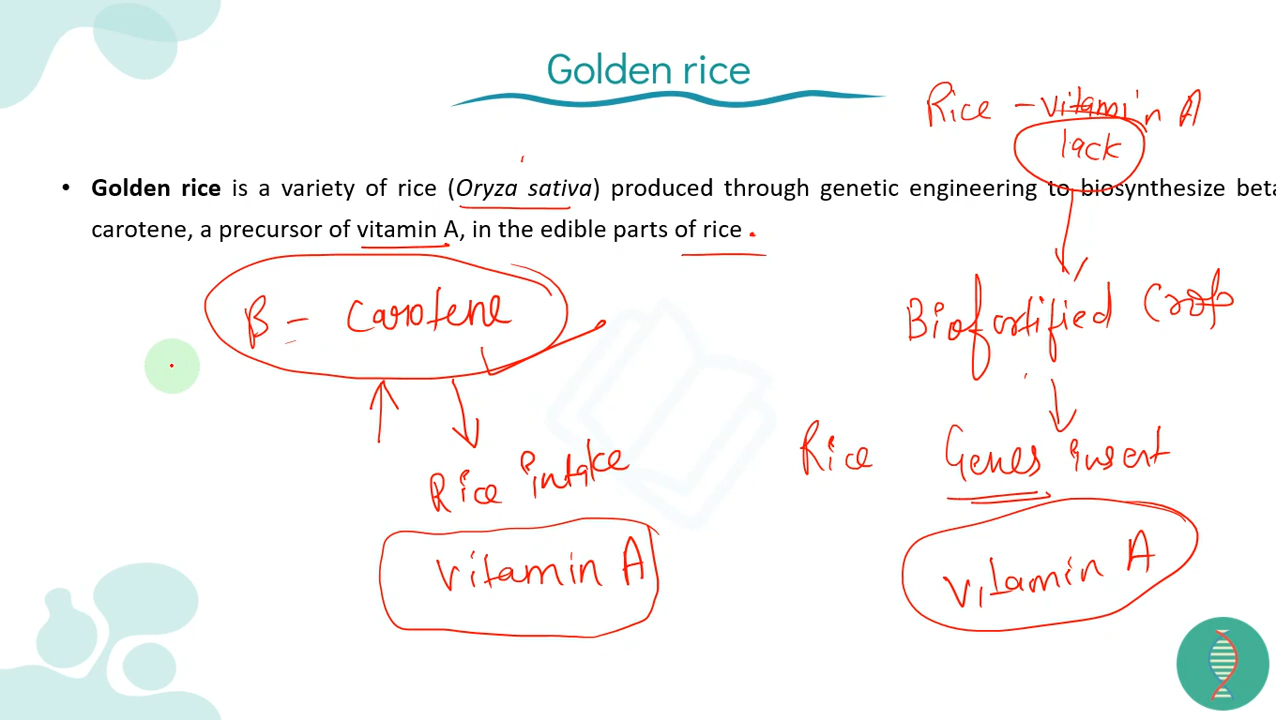 Golden rice
Rice - vitamin A
lack
• Golden rice is a variety of rice (Oryza sativa) produced through genetic engineering to biosynthesize beta
carotene, a precursor of vitamin A, in the edible parts of rice .
β - Carotene
Biofortified Crop
Rice intake
Rice Genes insert
vitamin A
vitamin A